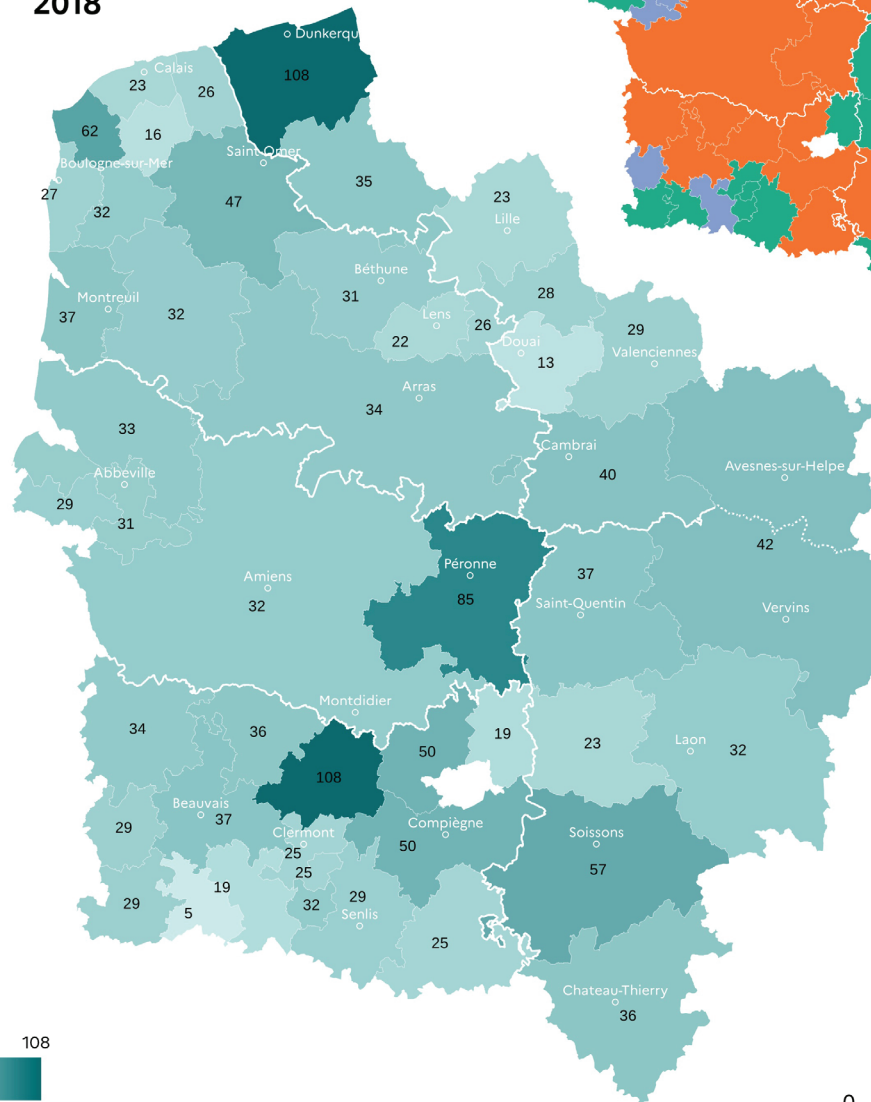 2018
Dunkerqu
108
Calais
23
26
62
16
Saint-Omer
Boulogne-sur-Mer
35
27
47
23
32
Lille
Béthune
31
28
Montreuil
37
32
Lens
26
29
22
Douai
Valenciennes
13
Arras
34
33
Cambrai
Avesnes-sur-Helpe
Abbeville
40
29
31
42
Péronne
37
Amiens
85
Saint-Quentin
32
Vervins
Montdidier
34
36
19
23
Laon
32
50
108
Beauvais
37
29
Clermont
Compiègne
Soissons
25
50
57
25
19
29
29
32
5
Senlis
25
Chateau-Thierry
36
108
0